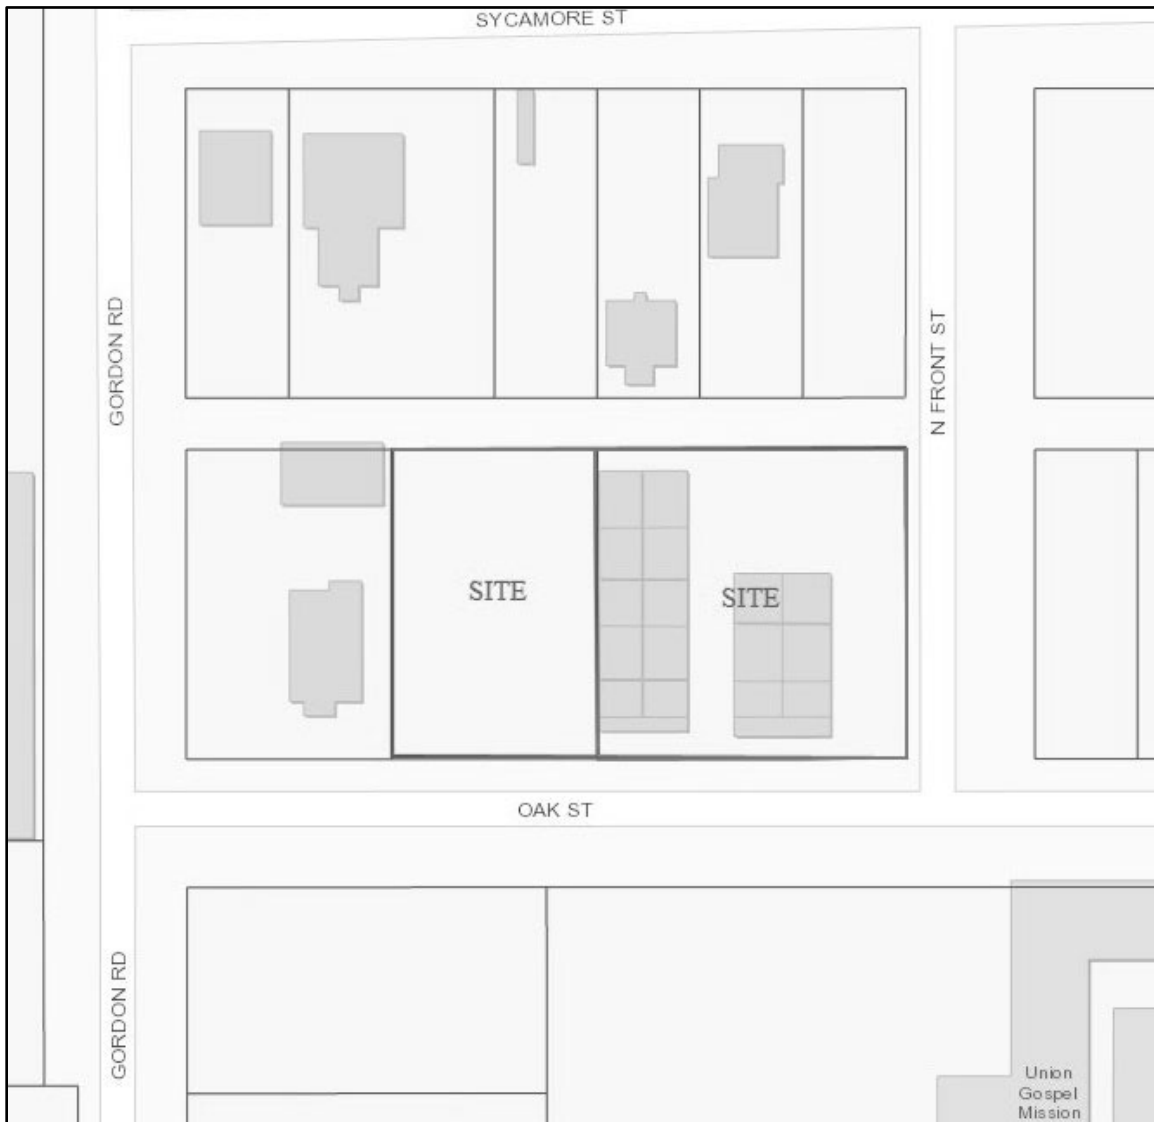 SYCAMORE ST
GORDON RD
N FRONT ST
SITE
SITE
OAK ST
GORDON RD
Union
Gospel
Mission